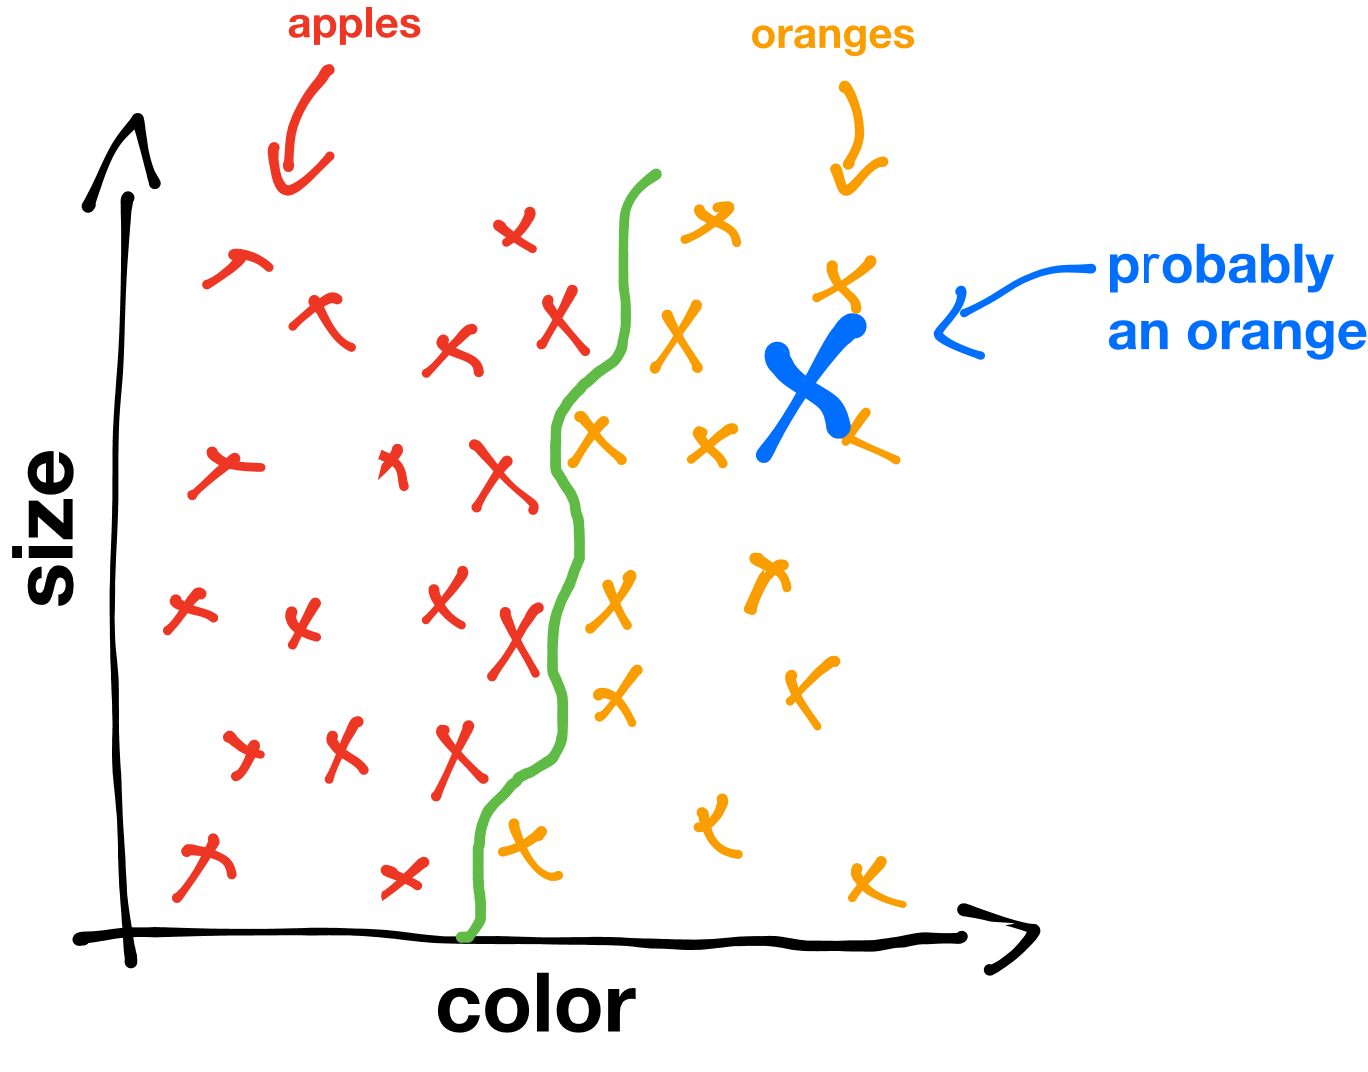 apples
oranges
probably
an orange
size
color